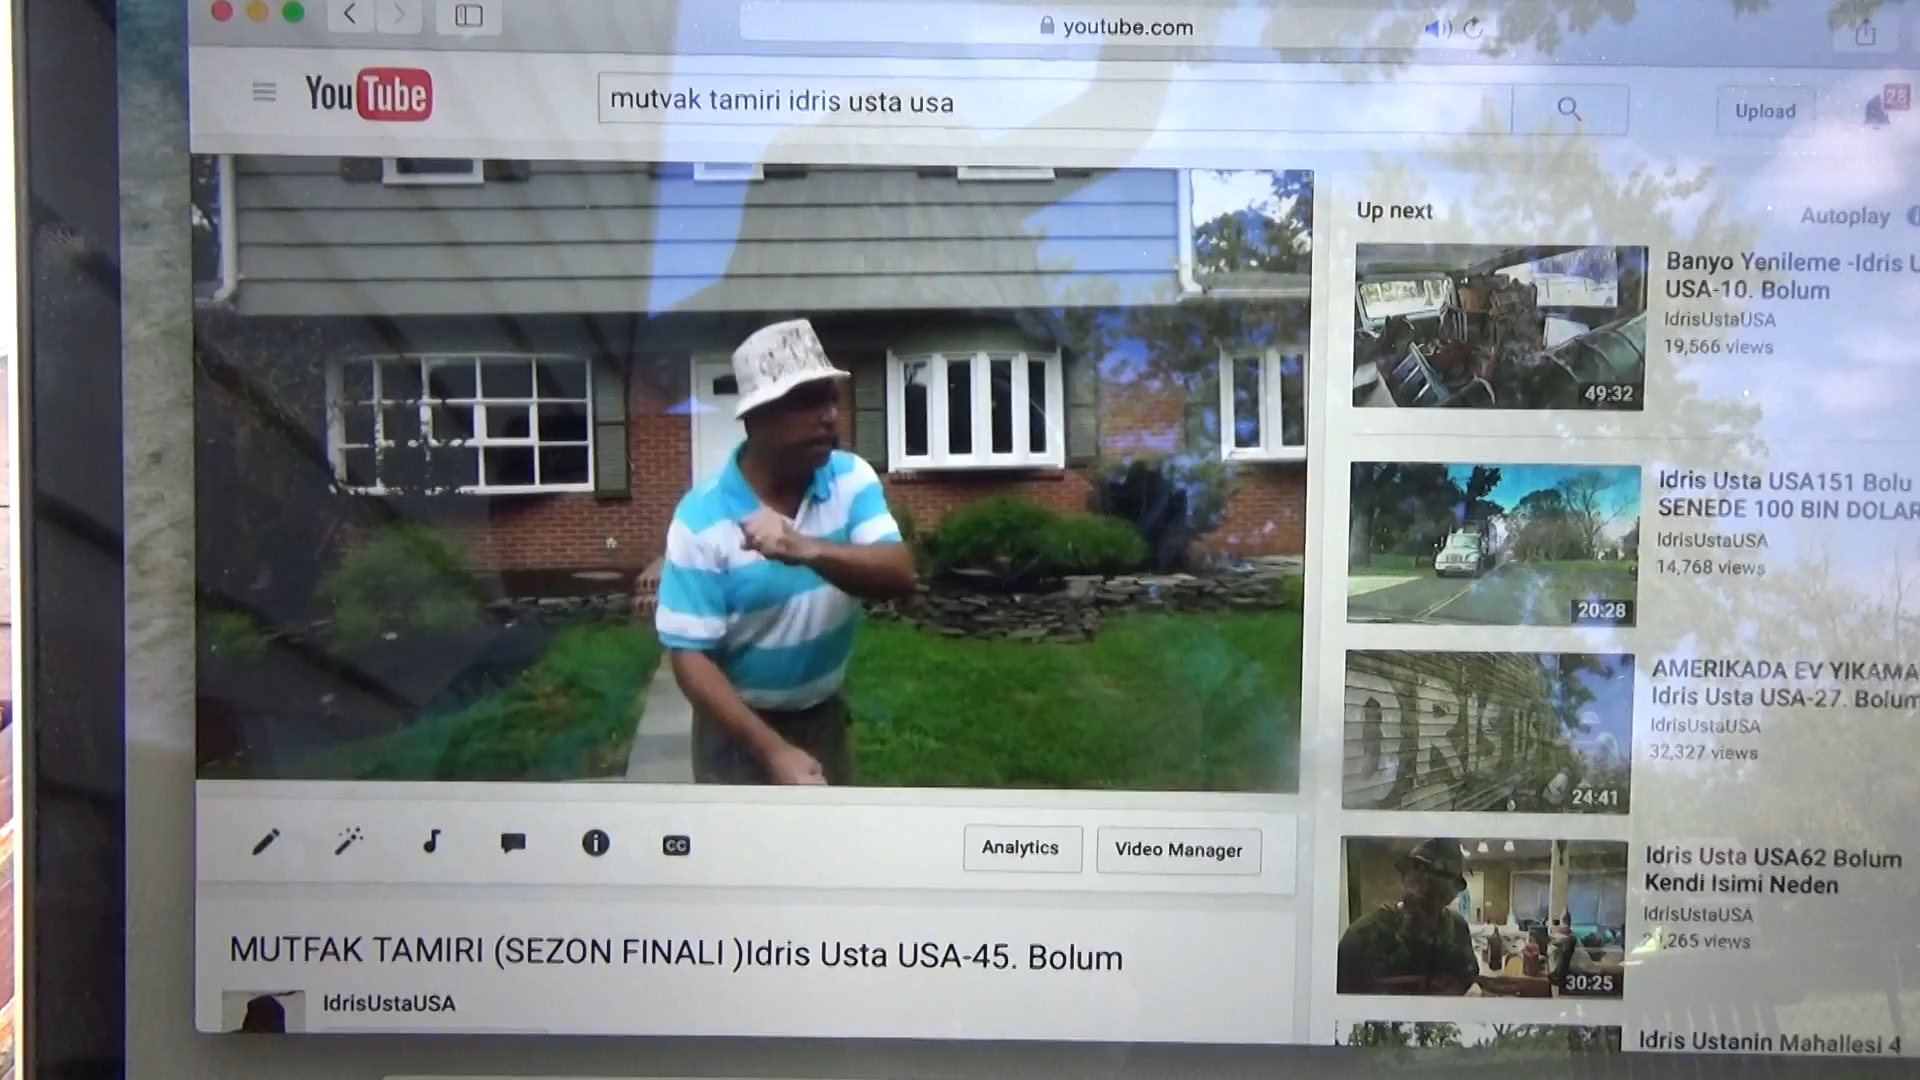 youtube.com
YouTube
mutvak tamiri idris usta usa
Upload
28
Up next
Autoplay
Banyo Yenileme -Idris U
USA-10. Bolum
IdrisUstaUSA
19,566 views
49:32
Idris Usta USA151 Bolu
SENEDE 100 BIN DOLAR
IdrisUstaUSA
14,768 views
20:28
AMERIKADA EV YIKAMA
Idris Usta USA-27. Bolum
IdrisUstaUSA
32,327 views
24:41
Idris Usta USA62 Bolum
Kendi Isimi Neden
IdrisUstaUSA
,265 views
30:25
Idris Ustanin Mahallesi 4
CC
Analytics
Video Manager
MUTFAK TAMIRI (SEZON FINALI )Idris Usta USA-45. Bolum
IdrisUstaUSA